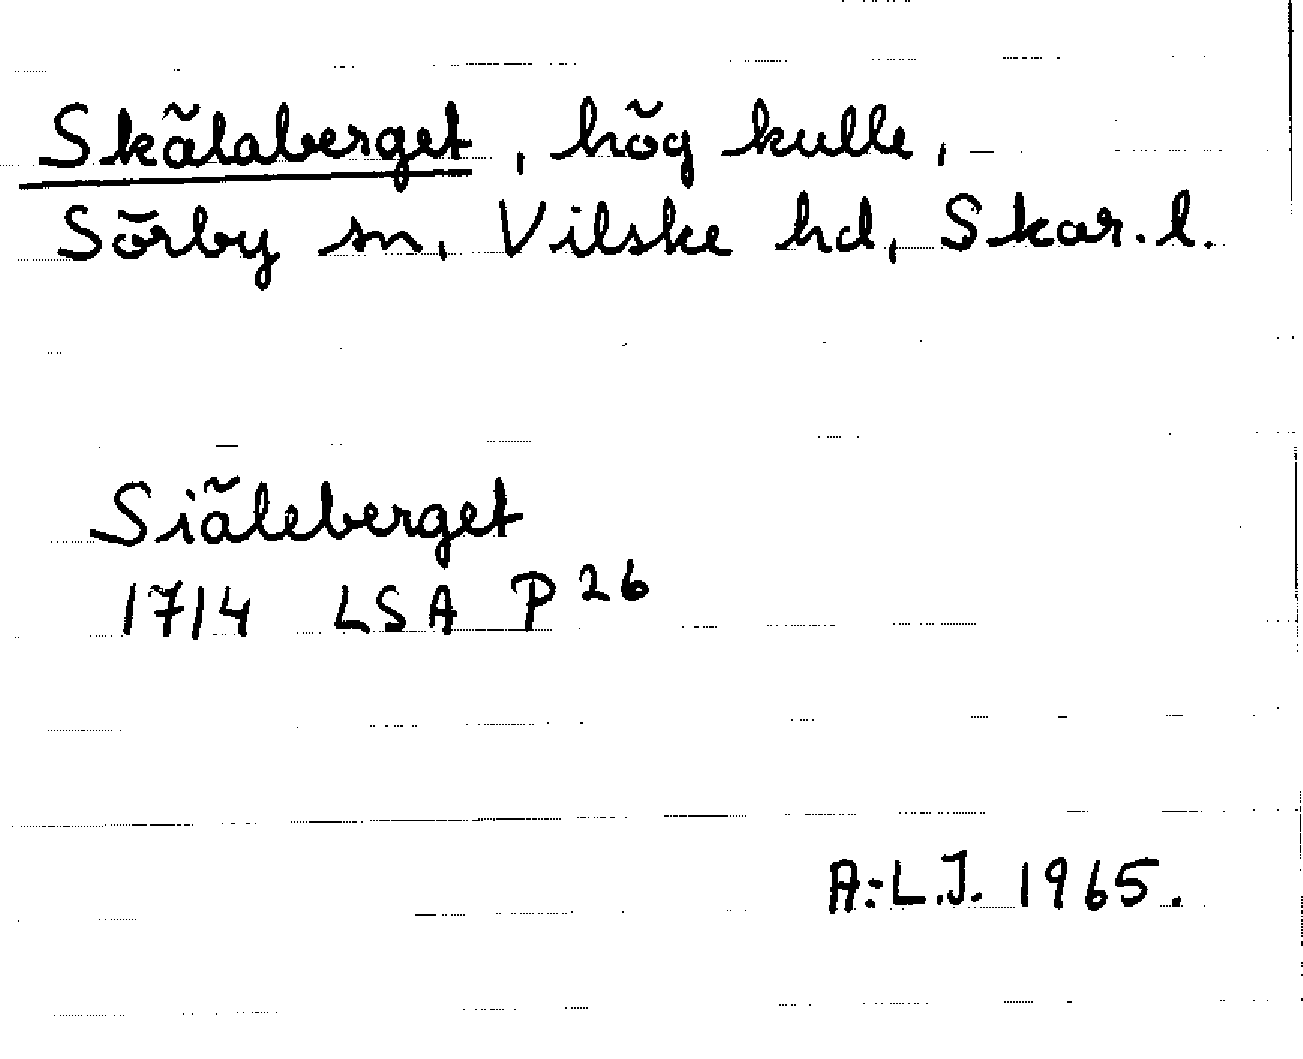 Skälaberget, hög kulle,
Sörby sn, Vilske hd, Skar. l.
Siäleberget
1714 LSA P 26
A:L.J. 1965.